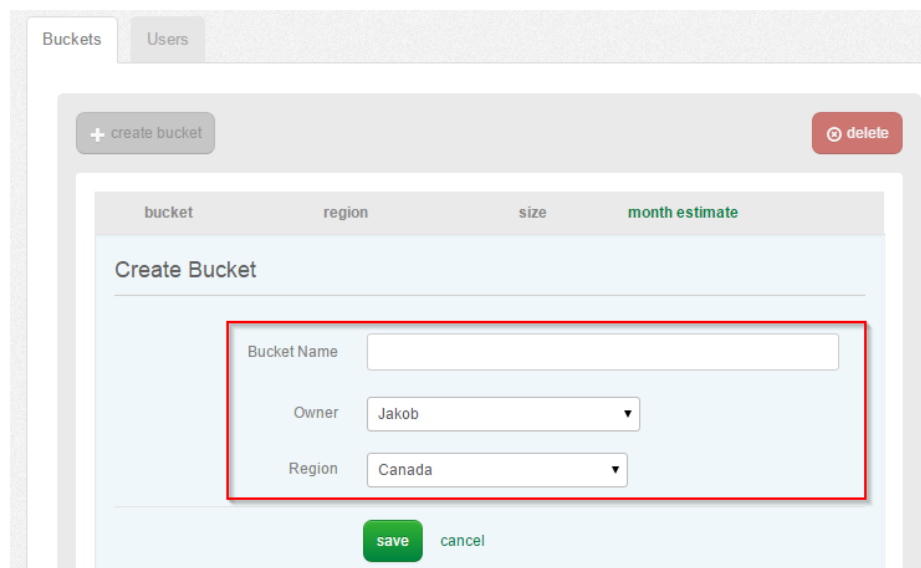 Buckets Users
create bucket delete
bucket region size month estimate
Create Bucket
Bucket Name
Owner Jakob
Region Canada
save cancel